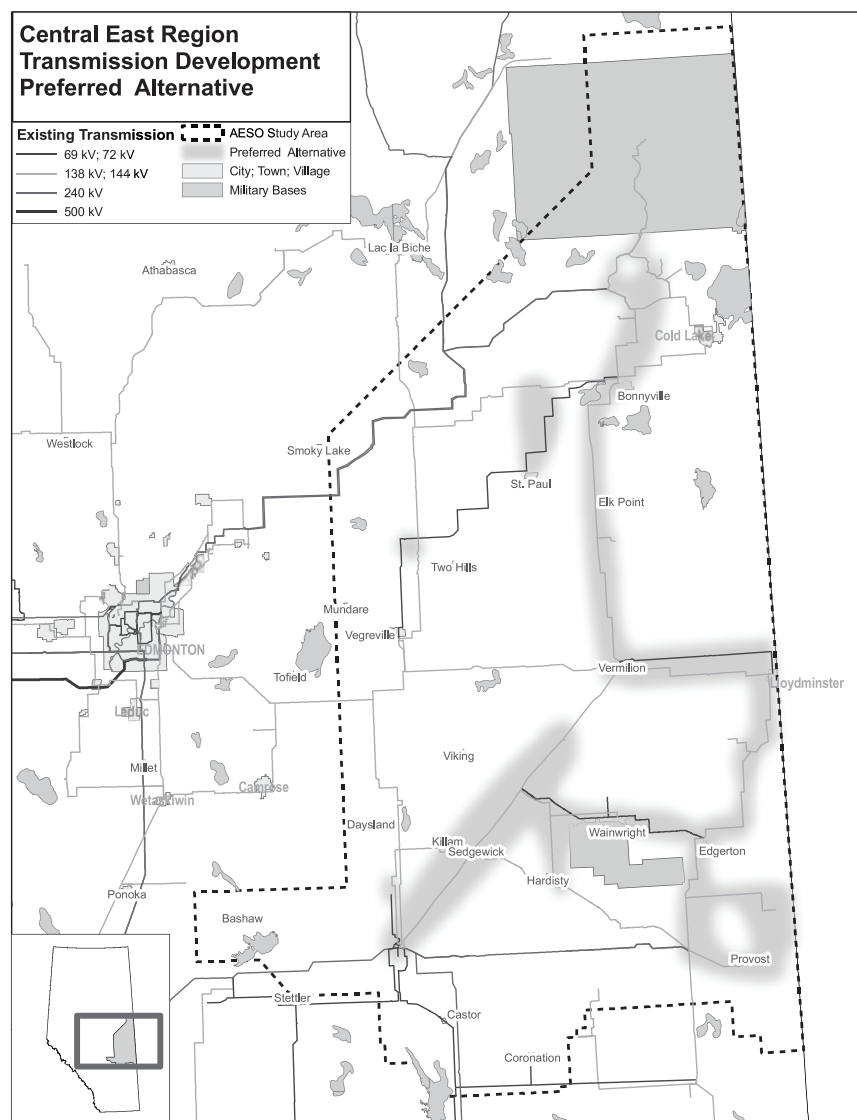 Central East Region
Transmission Development
Preferred Alternative
Existing Transmission
69 kV; 72 kV
138 kV; 144 kV
240 kV
500 kV
AESO Study Area
Preferred Alternative
City; Town; Village
Military Bases
Lac la Biche
Athabasca
Cold Lake
Bonnyville
Westlock
Smoky Lake
St. Paul
Elk Point
Two Hills
Mundare
Vegreville
EDMONTON
Tofield
Vermilion
Lloydminster
Leduc
Viking
Millet
Camrose
Wetaskiwin
Daysland
Wainwright
Killam
Sedgewick
Edgerton
Hardisty
Ponoka
Bashaw
Provost
Stettler
Castor
Coronation